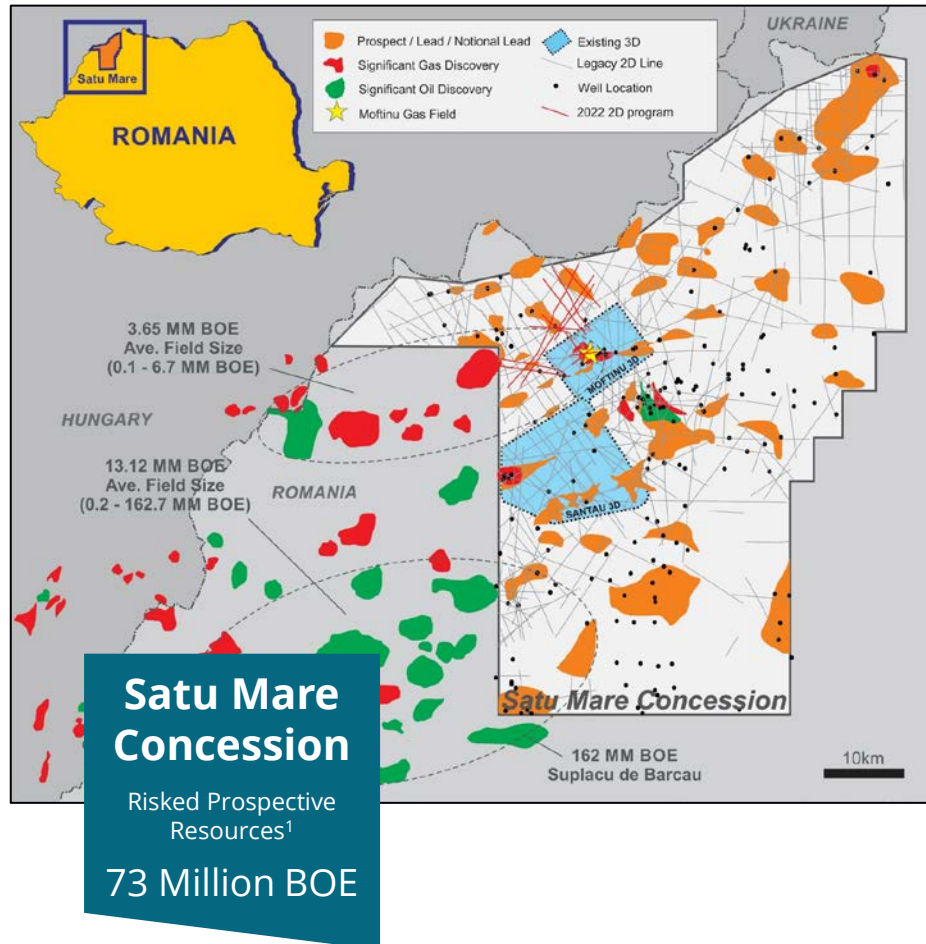 Satu Mare
ROMANIA
Prospect / Lead / Notional Lead
Significant Gas Discovery
Significant Oil Discovery
Moftinu Gas Field
Existing 3D
Legacy 2D Line
Well Location
2022 2D program
UKRAINE
3.65 MM BOE
Ave. Field Size
(0.1 - 6.7 MM BOE)
HUNGARY
13.12 MM BOE
Ave. Field Size
(0.2 - 162.7 MM BOE)
ROMANIA
MOFTINU 3D
SANTAU 3D
Satu Mare Concession
162 MM BOE
Suplacu de Barcau
10km
Satu Mare
Concession
Risked Prospective
Resources¹
73 Million BOE